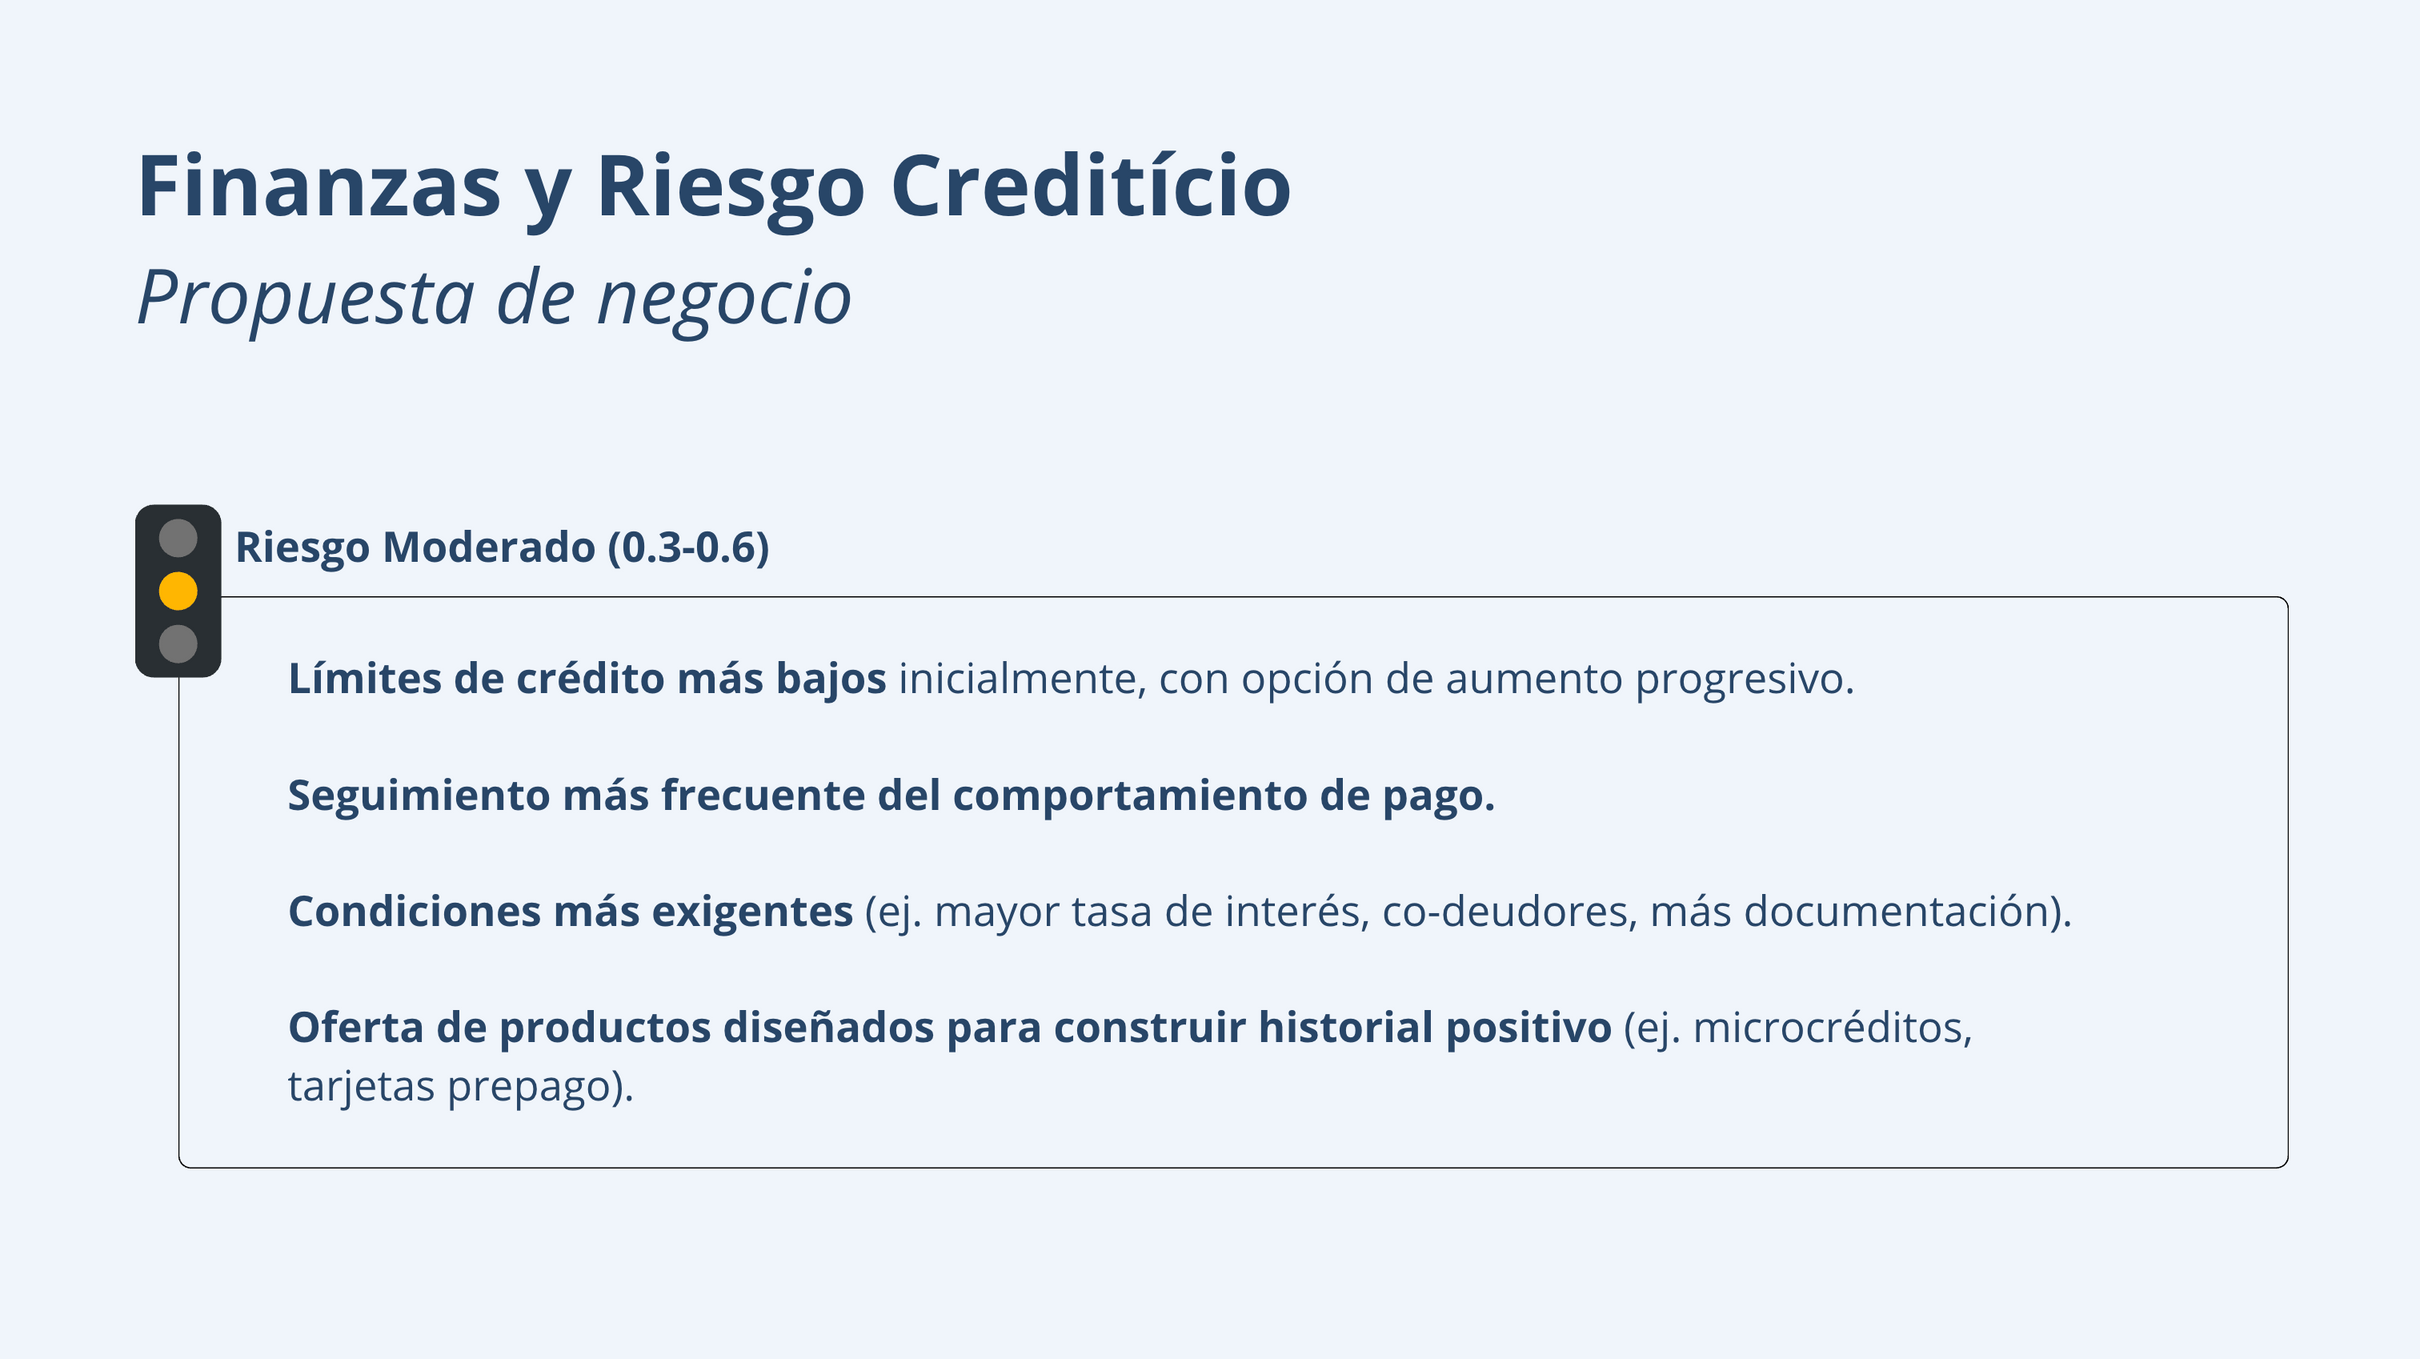 Finanzas y Riesgo Creditício
Propuesta de negocio
Riesgo Moderado (0.3-0.6)
Límites de crédito más bajos inicialmente, con opción de aumento progresivo.
Seguimiento más frecuente del comportamiento de pago.
Condiciones más exigentes (ej. mayor tasa de interés, co-deudores, más documentación).
Oferta de productos diseñados para construir historial positivo (ej. microcréditos,
tarjetas prepago).